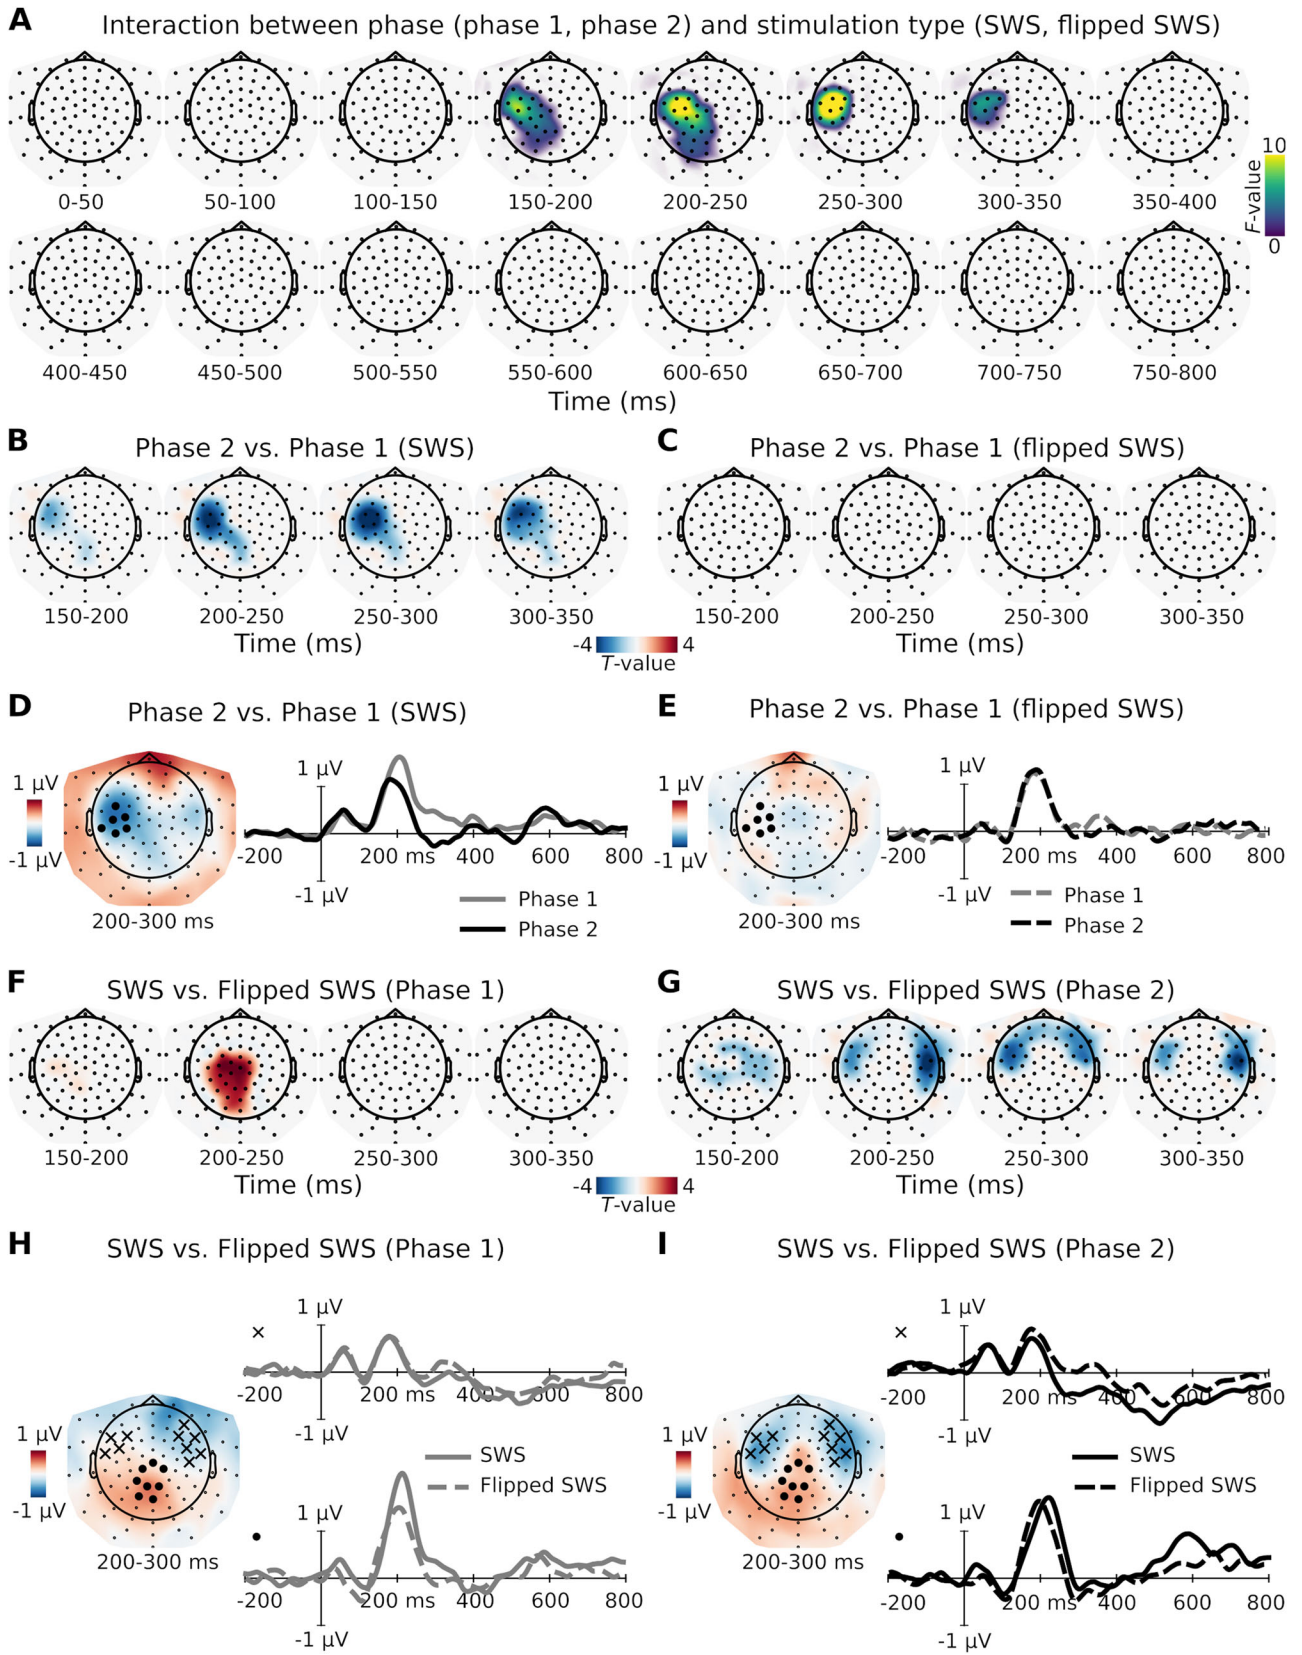 A
Interaction between phase (phase 1, phase 2) and stimulation type (SWS, flipped SWS)
0-50 50-100 100-150 150-200 200-250 250-300 300-350 350-400
10
F-value
0
400-450 450-500 500-550 550-600 600-650 650-700 700-750 750-800
Time (ms)
B
Phase 2 vs. Phase 1 (SWS)
150-200 200-250 250-300 300-350
Time (ms)
C
Phase 2 vs. Phase 1 (flipped SWS)
150-200 200-250 250-300 300-350
Time (ms)
-4 4
T-value
D
Phase 2 vs. Phase 1 (SWS)
1 µV
-1 µV
200-300 ms
1 µV
-200 200 ms 400 600 800
-1 µV
Phase 1
Phase 2
E
Phase 2 vs. Phase 1 (flipped SWS)
1 µV
-1 µV
200-300 ms
1 µV
-200 200 ms 400 600 800
-1 µV
Phase 1
Phase 2
F
SWS vs. Flipped SWS (Phase 1)
150-200 200-250 250-300 300-350
Time (ms)
G
SWS vs. Flipped SWS (Phase 2)
150-200 200-250 250-300 300-350
Time (ms)
-4 4
T-value
H
SWS vs. Flipped SWS (Phase 1)
1 µV
-200 200 ms 400 600 800
-1 µV
1 µV
-1 µV
200-300 ms
SWS
Flipped SWS
1 µV
-200 200 ms 400 600 800
-1 µV
I
SWS vs. Flipped SWS (Phase 2)
1 µV
-200 200 ms 400 600 800
-1 µV
1 µV
-1 µV
200-300 ms
SWS
Flipped SWS
1 µV
-200 200 ms 400 600 800
-1 µV